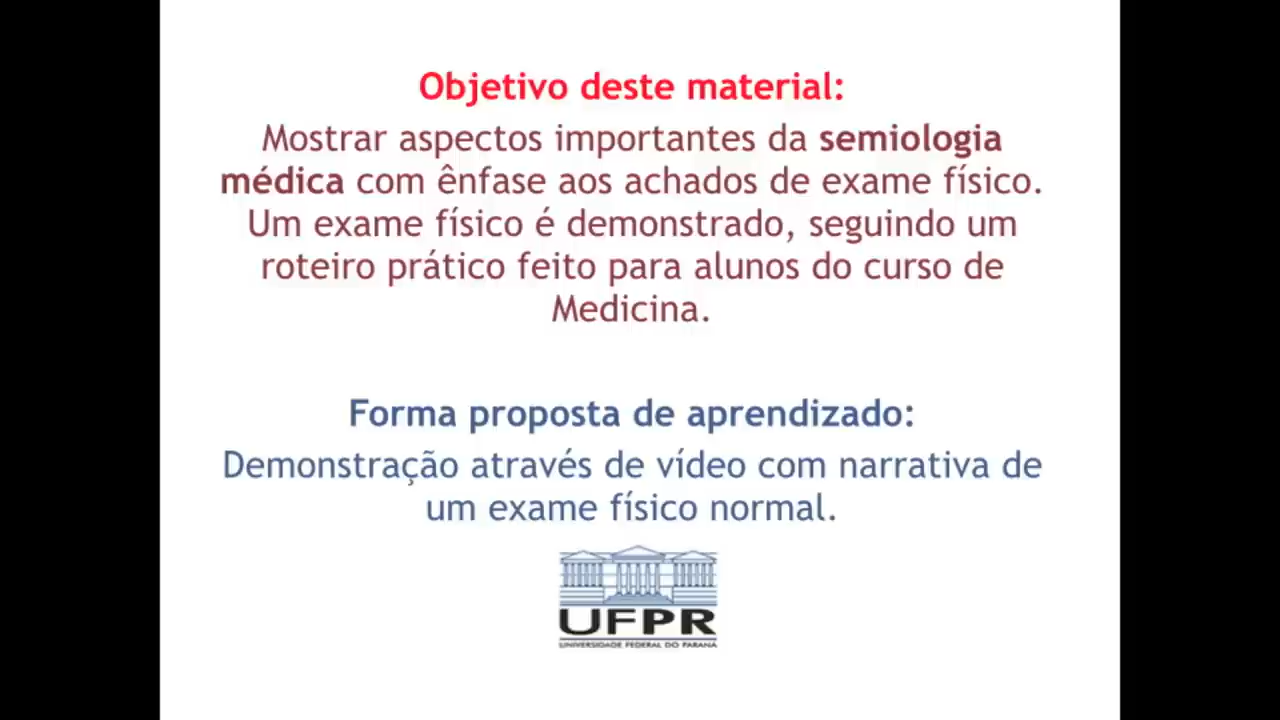 Objetivo deste material:
Mostrar aspectos importantes da semiologia
médica com ênfase aos achados de exame físico.
Um exame físico é demonstrado, seguindo um
roteiro prático feito para alunos do curso de
Medicina.
Forma proposta de aprendizado:
Demonstração através de vídeo com narrativa de
um exame físico normal.
UFPR
UNIVERSIDADE FEDERAL DO PARANÁ